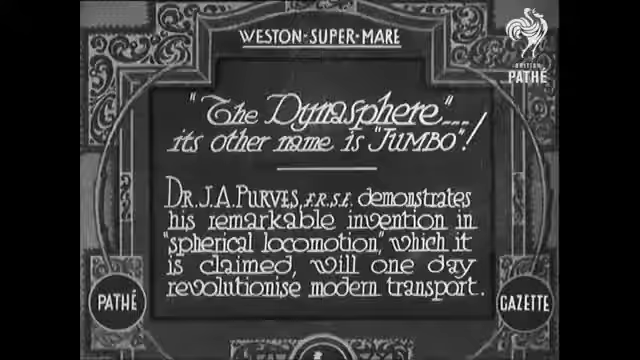 WESTON-SUPER-MARE
BRITISH
PATHÉ
"The Dynasphere"....
its other name is "JUMBO"!
DR. J. A. PURVES, F.R.S.E. demonstrates
his remarkable invention in
"spherical locomotion," which it
is claimed, will one day
revolutionise modern transport.
PATHÉ
GAZETTE